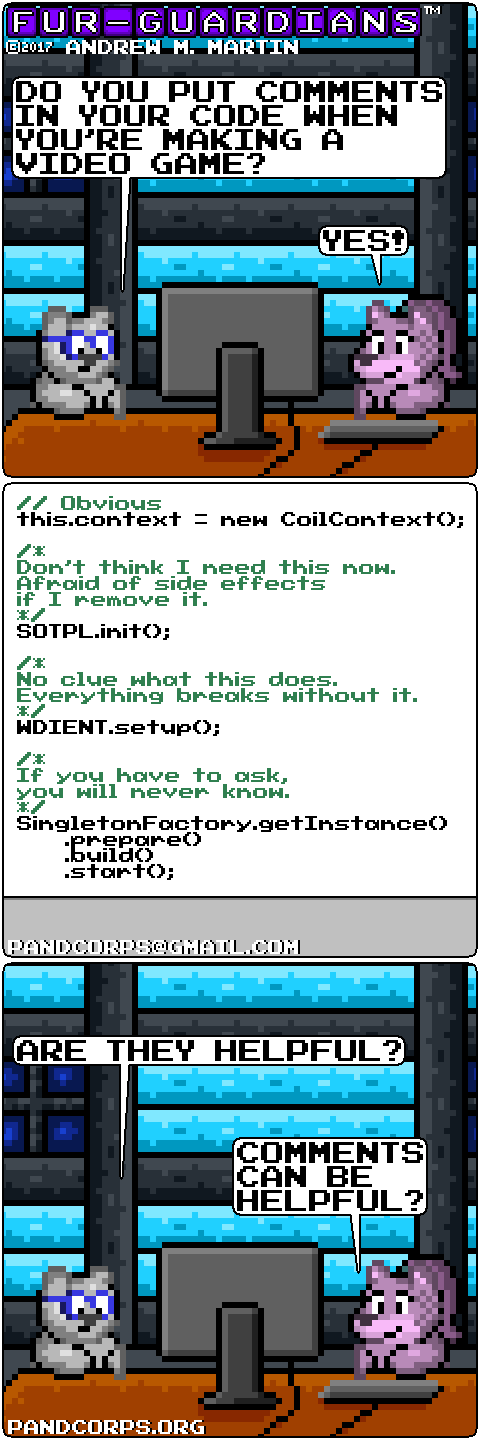 FUR-GUARDIANS™
©2017 ANDREW M. MARTIN
DO YOU PUT COMMENTS
IN YOUR CODE WHEN
YOU'RE MAKING A
VIDEO GAME?
YES!
// Obvious
this.context = new CoilContext();
/*
Don't think I need this now.
Afraid of side effects
if I remove it.
*/
SOTPL.init();
/*
No clue what this does.
Everything breaks without it.
*/
WDIENT.setup();
/*
If you have to ask,
you will never know.
*/
SingletonFactory.getInstance()
.prepare()
.build()
.start();
PANDCORPS@GMAIL.COM
ARE THEY HELPFUL?
COMMENTS
CAN BE
HELPFUL?
PANDCORPS.ORG